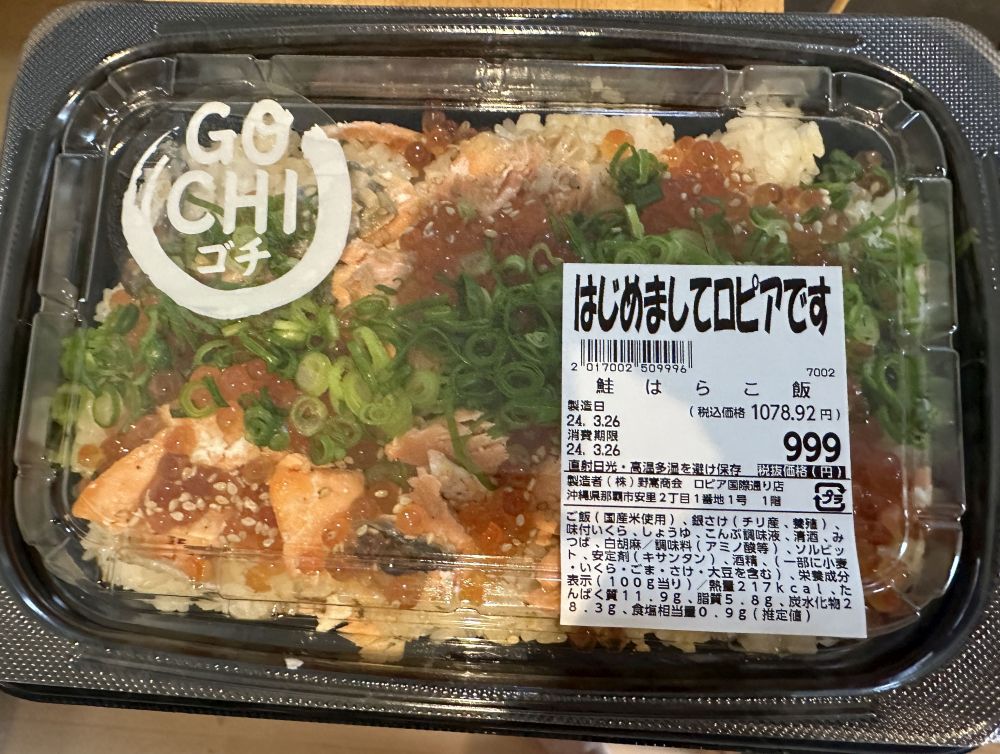 GO
CHI
ゴチ
はじめましてロピアです
2 017002 509996
7002
鮭はらこ飯
製造日
24. 3.26
(税込価格 1078.92 円)
消費期限
24. 3.26
999
直射日光・高温多湿を避け保存
税抜価格(円)
製造者(株)野富商会 ロピア国際通り店
沖縄県那覇市安里2丁目1番地1号 1階
プラ
ご飯(国産米使用)、銀さけ(チリ産、養殖)、
味付いくら、しょうゆ、こんぶ調味液、清酒、み
つば、白胡麻/調味料(アミノ酸等)、ソルビッ
ト、安定剤(キサンタン)、酒精、(一部に小麦
・いくら・ごま・さけ・大豆を含む)、栄養成分
表示(100g当り)/熱量217kcal、た
んぱく質11.9g、脂質5.8g、炭水化物2
8.3g、食塩相当量0.9g(推定値)